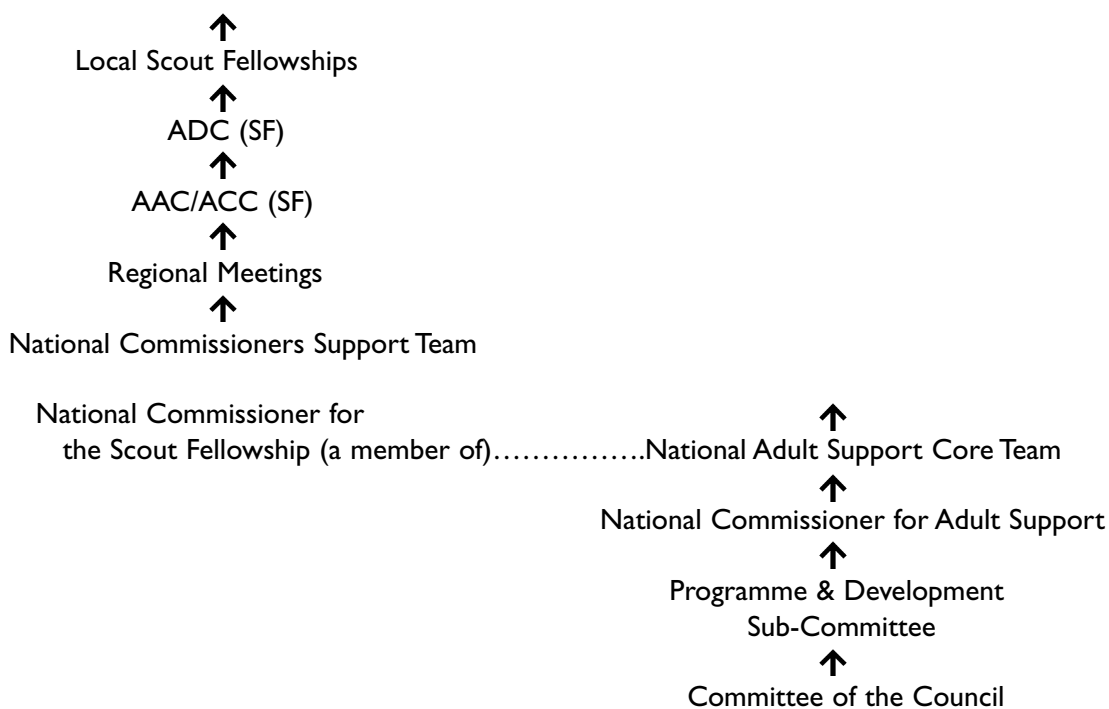 Local Scout Fellowships
ADC (SF)
AAC/ACC (SF)
Regional Meetings
National Commissioners Support Team
National Commissioner for
the Scout Fellowship (a member of)................National Adult Support Core Team
National Commissioner for Adult Support
Programme & Development
Sub-Committee
Committee of the Council